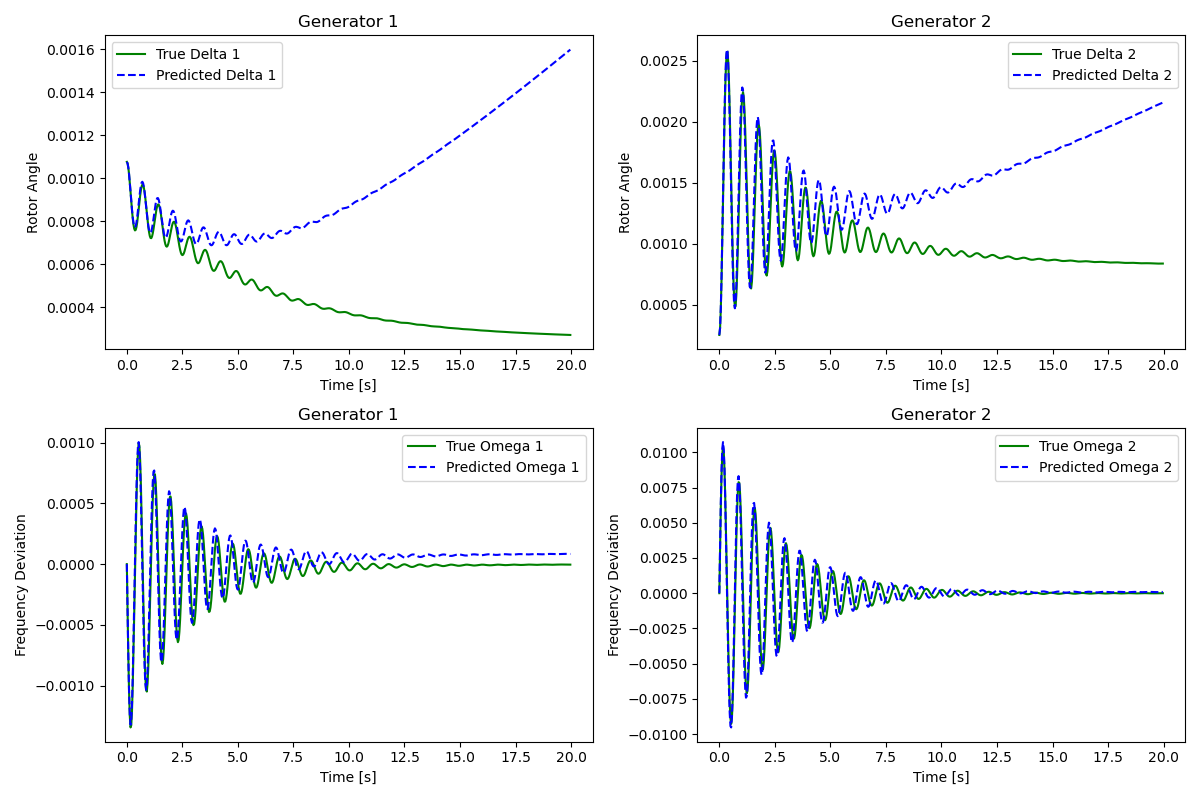 Generator 1
True Delta 1
Predicted Delta 1
Rotor Angle
0.0016
0.0014
0.0012
0.0010
0.0008
0.0006
0.0004
0.0 2.5 5.0 7.5 10.0 12.5 15.0 17.5 20.0
Time [s]
Generator 2
True Delta 2
Predicted Delta 2
Rotor Angle
0.0025
0.0020
0.0015
0.0010
0.0005
0.0 2.5 5.0 7.5 10.0 12.5 15.0 17.5 20.0
Time [s]
Generator 1
True Omega 1
Predicted Omega 1
Frequency Deviation
0.0010
0.0005
0.0000
−0.0005
−0.0010
0.0 2.5 5.0 7.5 10.0 12.5 15.0 17.5 20.0
Time [s]
Generator 2
True Omega 2
Predicted Omega 2
Frequency Deviation
0.0100
0.0075
0.0050
0.0025
0.0000
−0.0025
−0.0050
−0.0075
−0.0100
0.0 2.5 5.0 7.5 10.0 12.5 15.0 17.5 20.0
Time [s]